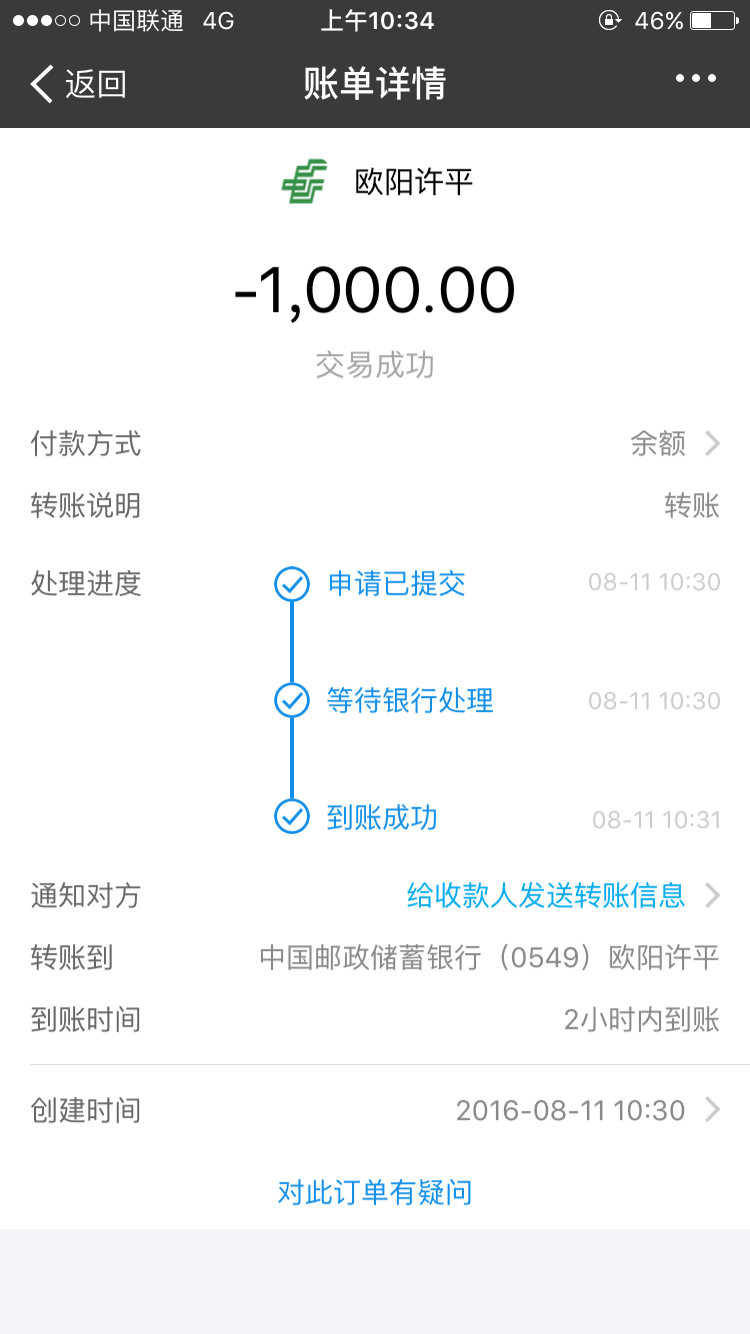 中国联通 4G 上午10:34 46%
返回 账单详情
欧阳许平
-1,000.00
交易成功
付款方式 余额
转账说明 转账
处理进度 申请已提交 08-11 10:30
等待银行处理 08-11 10:30
到账成功 08-11 10:31
通知对方 给收款人发送转账信息
转账到 中国邮政储蓄银行（0549）欧阳许平
到账时间 2小时内到账
创建时间 2016-08-11 10:30
对此订单有疑问